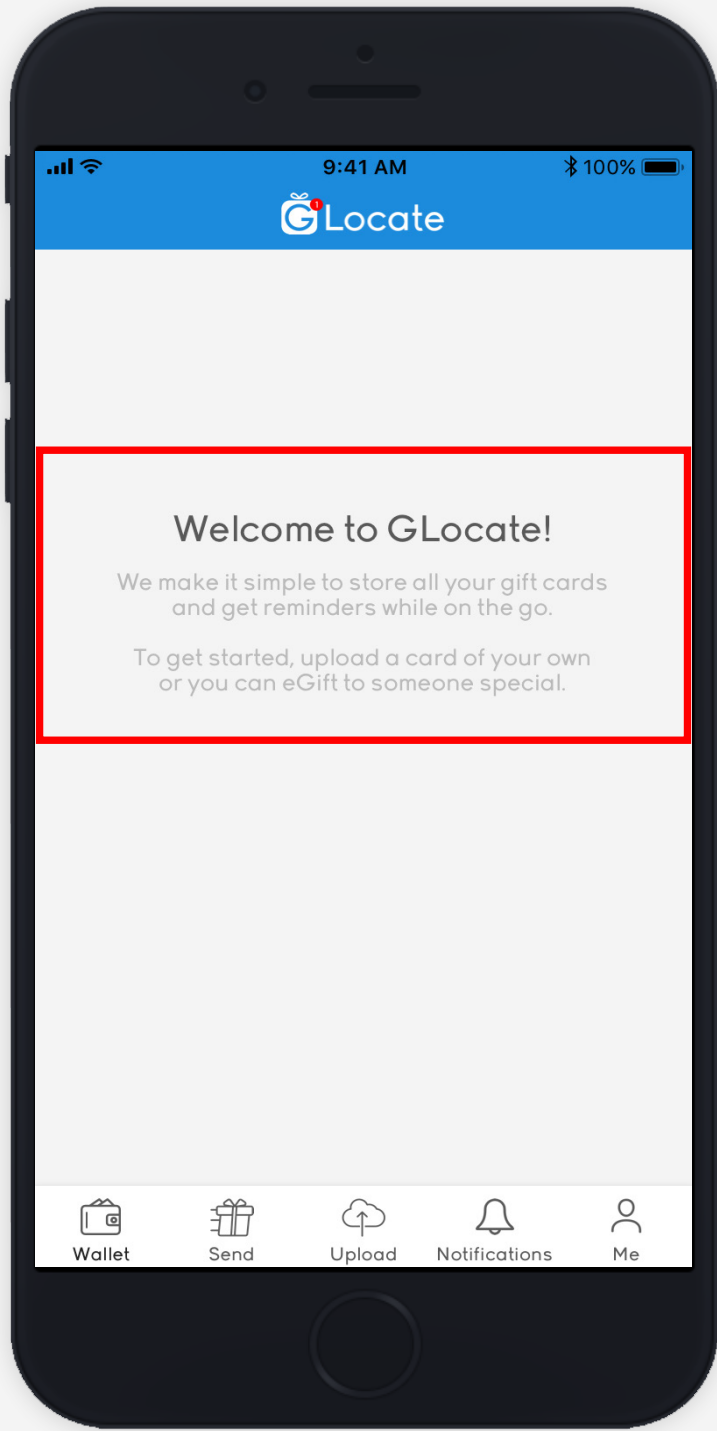 9:41 AM
100%
G 1 Locate
Welcome to GLocate!
We make it simple to store all your gift cards
and get reminders while on the go.
To get started, upload a card of your own
or you can eGift to someone special.
Wallet
Send
Upload
Notifications
Me